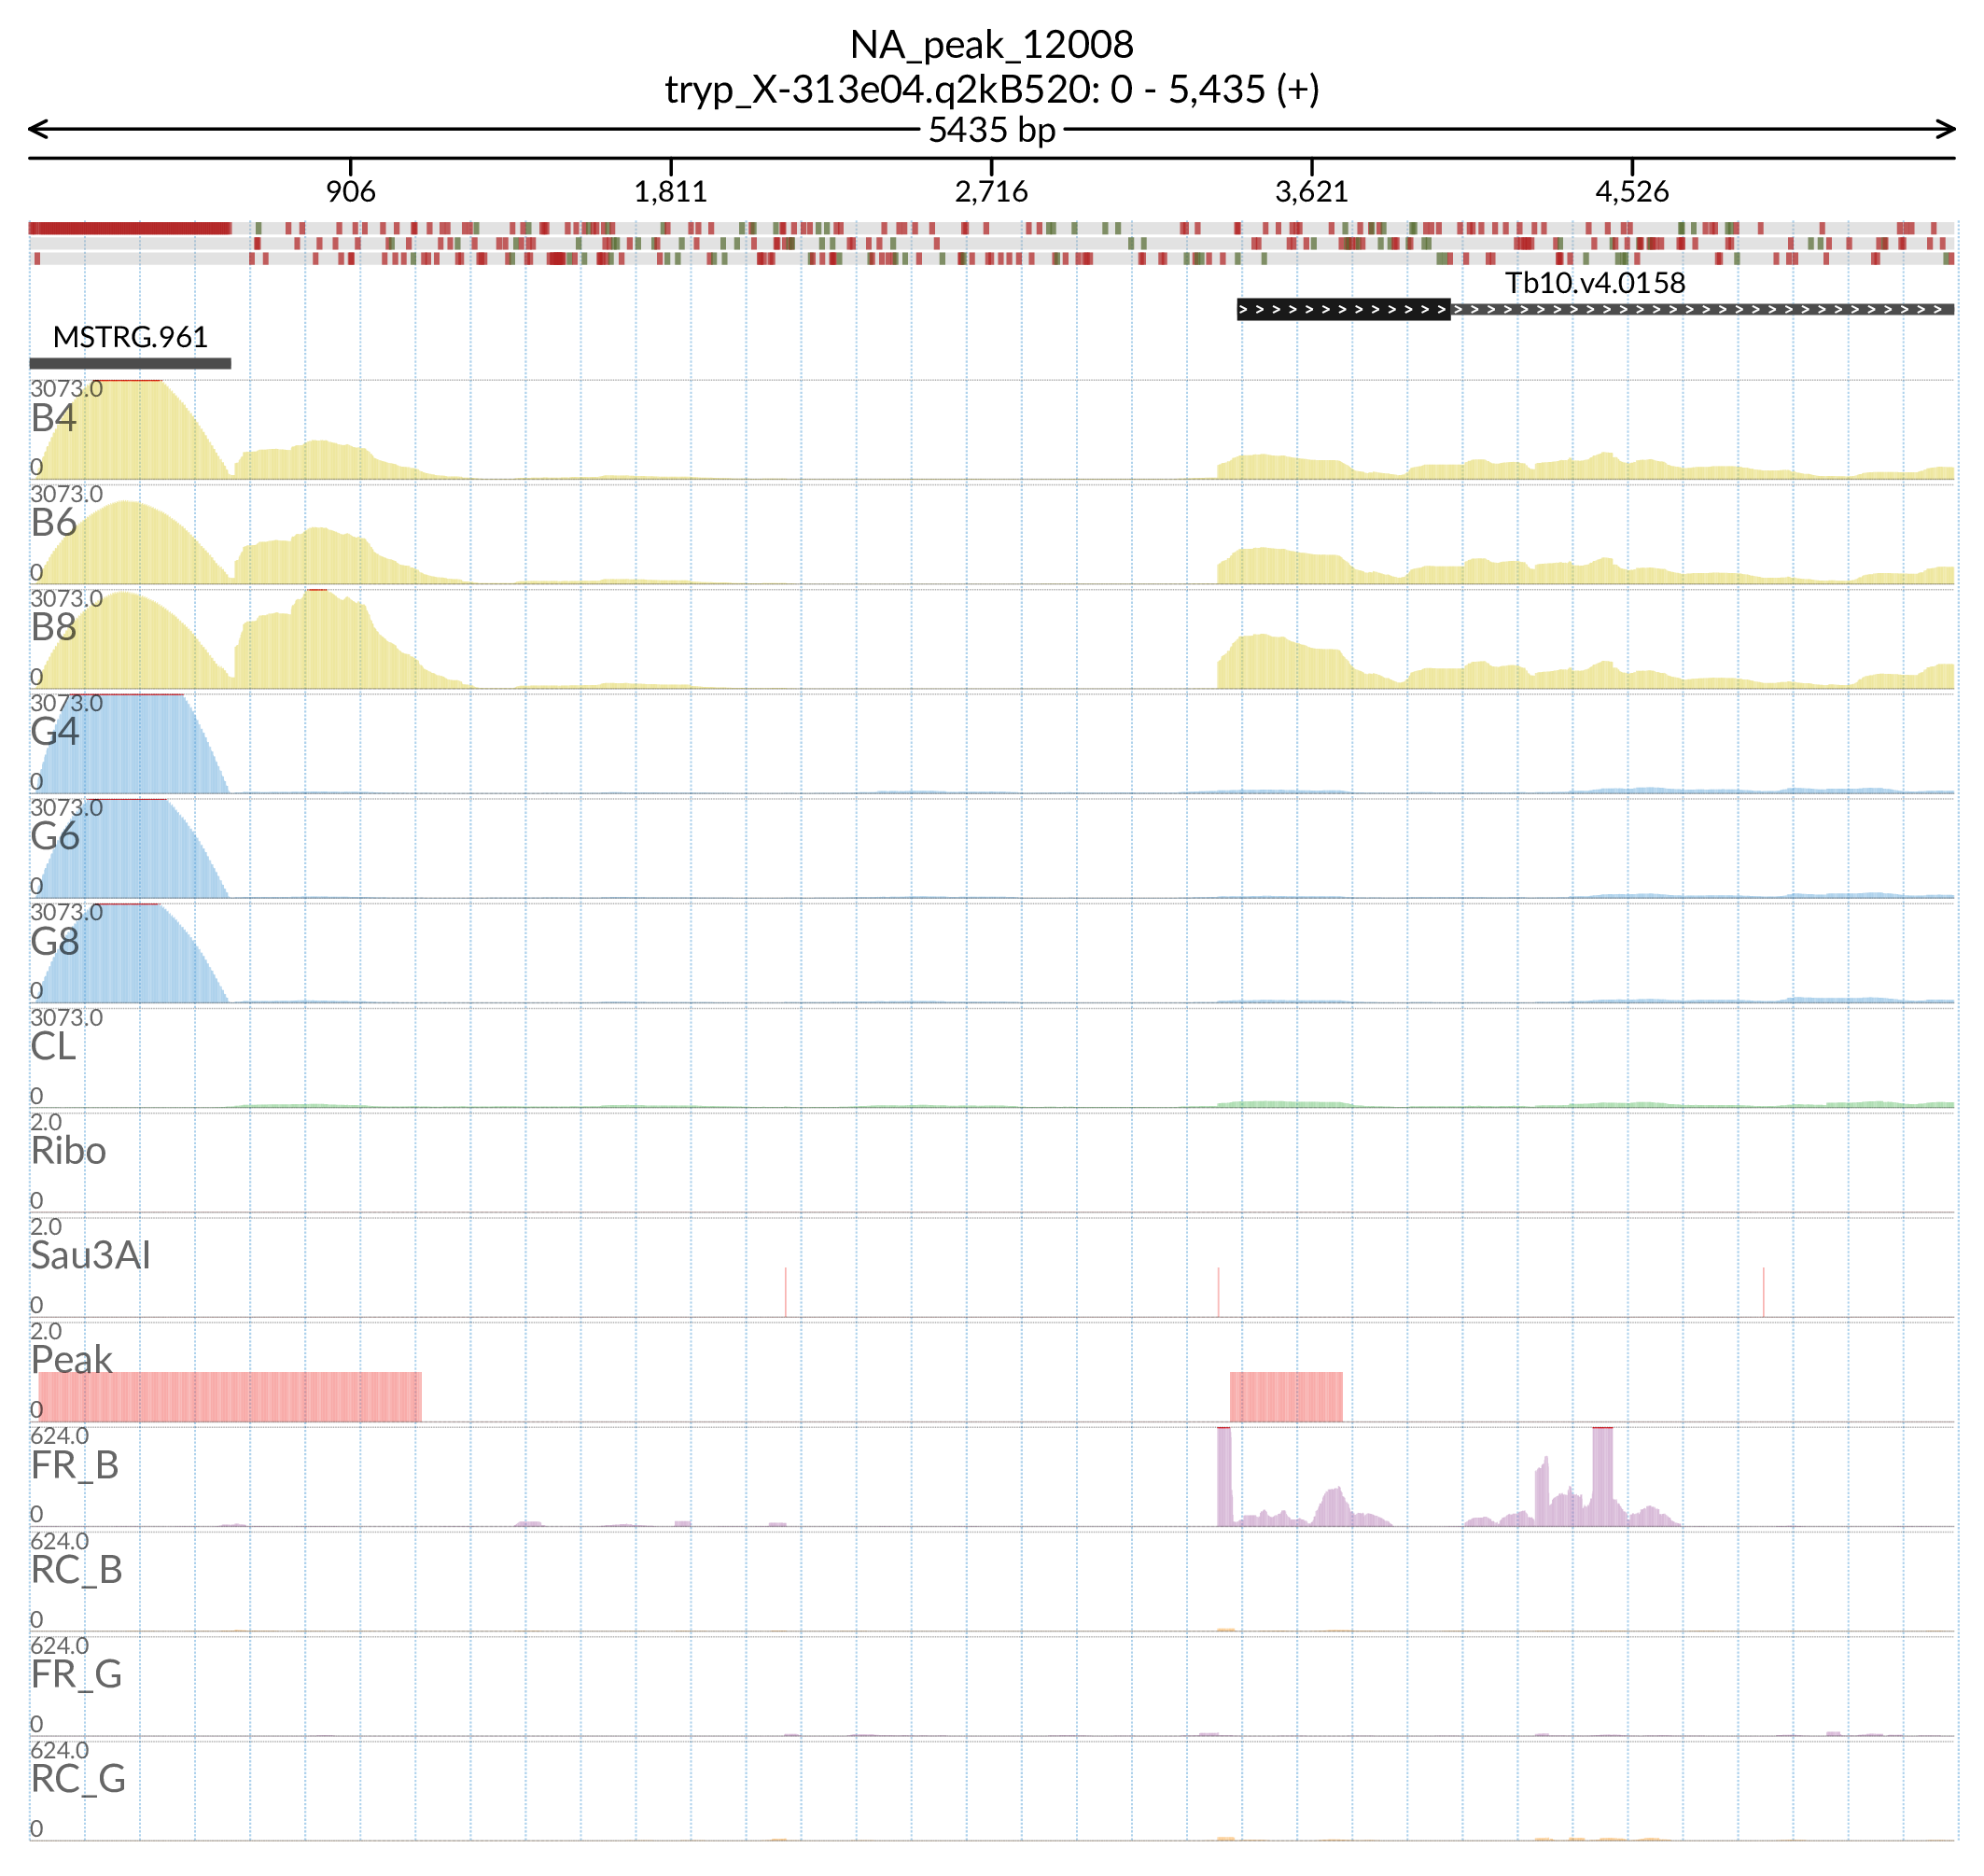 NA_peak_12008
tryp_X-313e04.q2kB520: 0 - 5,435 (+)
5435 bp
906 1,811 2,716 3,621 4,526
Tb10.v4.0158
MSTRG.961
3073.0
B4
0
3073.0
B6
0
3073.0
B8
0
3073.0
G4
0
3073.0
G6
0
3073.0
G8
0
3073.0
CL
0
2.0
Ribo
0
2.0
Sau3AI
0
2.0
Peak
0
624.0
FR_B
0
624.0
RC_B
0
624.0
FR_G
0
624.0
RC_G
0